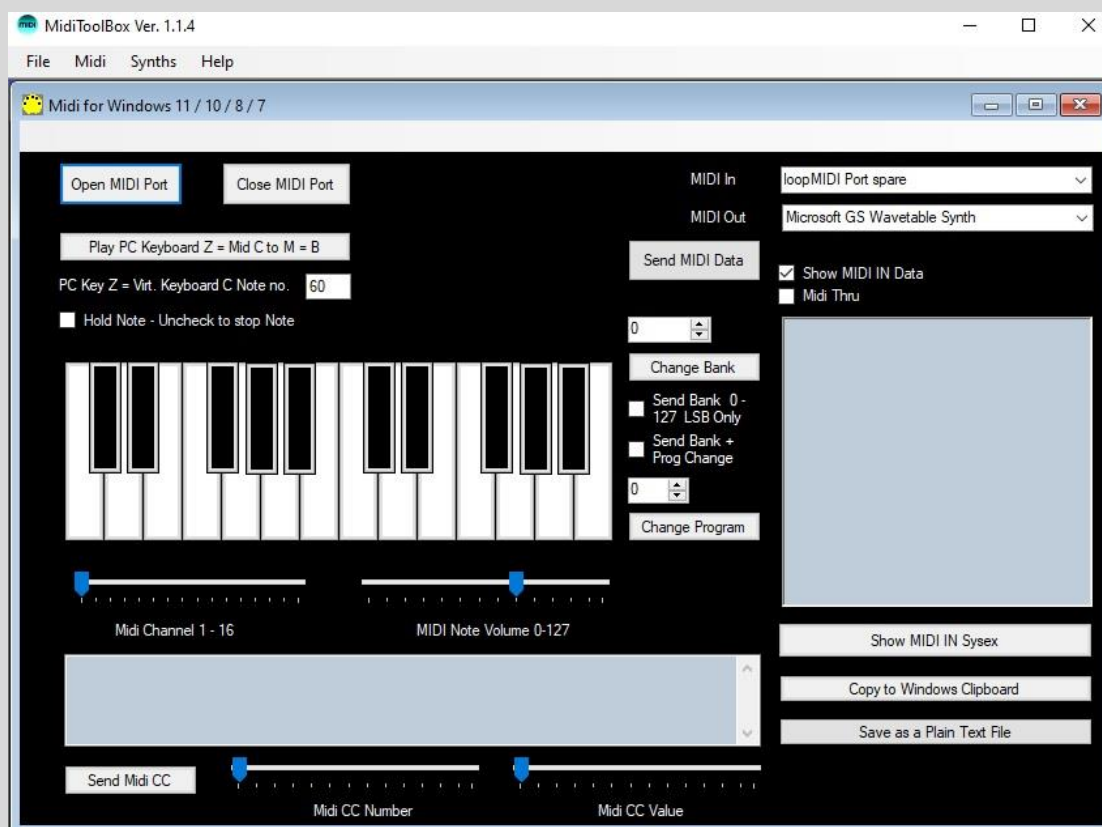 MidiToolBox Ver. 1.1.4
File Midi Synths Help
Midi for Windows 11 / 10 / 8 / 7
Open MIDI Port
Close MIDI Port
MIDI In
loopMIDI Port spare
MIDI Out
Microsoft GS Wavetable Synth
Play PC Keyboard Z = Mid C to M = B
Send MIDI Data
PC Key Z = Virt. Keyboard C Note no.
60
Show MIDI IN Data
Midi Thru
Hold Note - Uncheck to stop Note
0
Change Bank
Send Bank 0 -
127 LSB Only
Send Bank +
Prog Change
0
Change Program
Midi Channel 1 - 16
MIDI Note Volume 0-127
Show MIDI IN Sysex
Copy to Windows Clipboard
Save as a Plain Text File
Send Midi CC
Midi CC Number
Midi CC Value